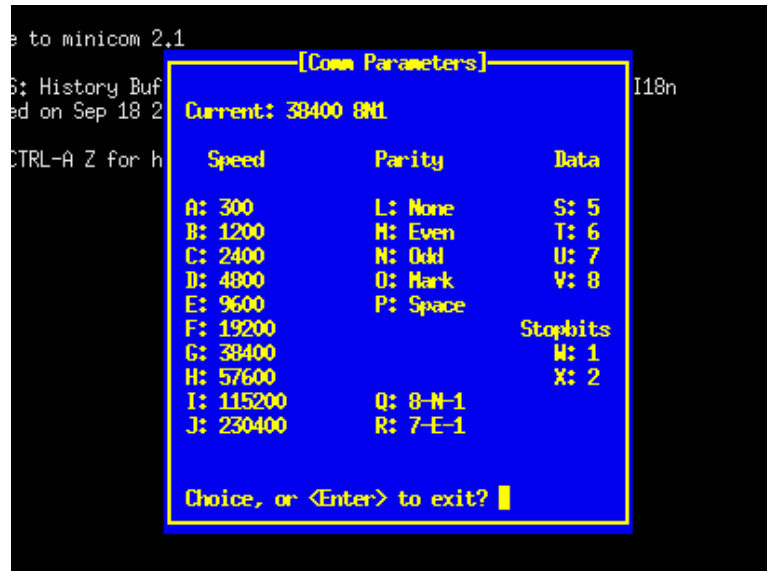 e to minicom 2.1
[Comm Parameters]
S: History Buf I18n
ed on Sep 18 2 Current: 38400 8N1
CTRL-A Z for h Speed Parity Data
A: 300 L: None S: 5
B: 1200 M: Even T: 6
C: 2400 N: Odd U: 7
D: 4800 O: Mark V: 8
E: 9600 P: Space
F: 19200 Stopbits
G: 38400 W: 1
H: 57600 X: 2
I: 115200 Q: 8-N-1
J: 230400 R: 7-E-1
Choice, or <Enter> to exit?